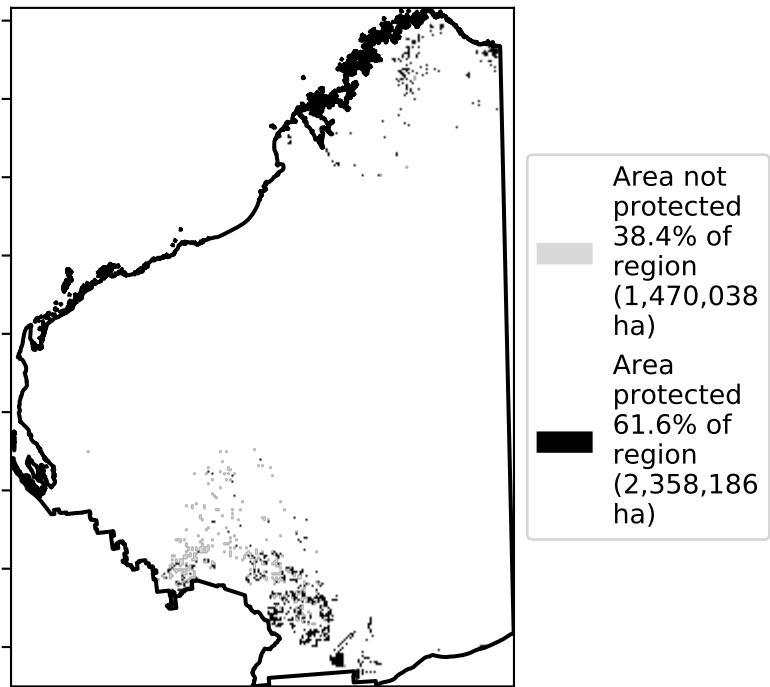 Area not
protected
38.4% of
region
(1,470,038
ha)
Area
protected
61.6% of
region
(2,358,186
ha)